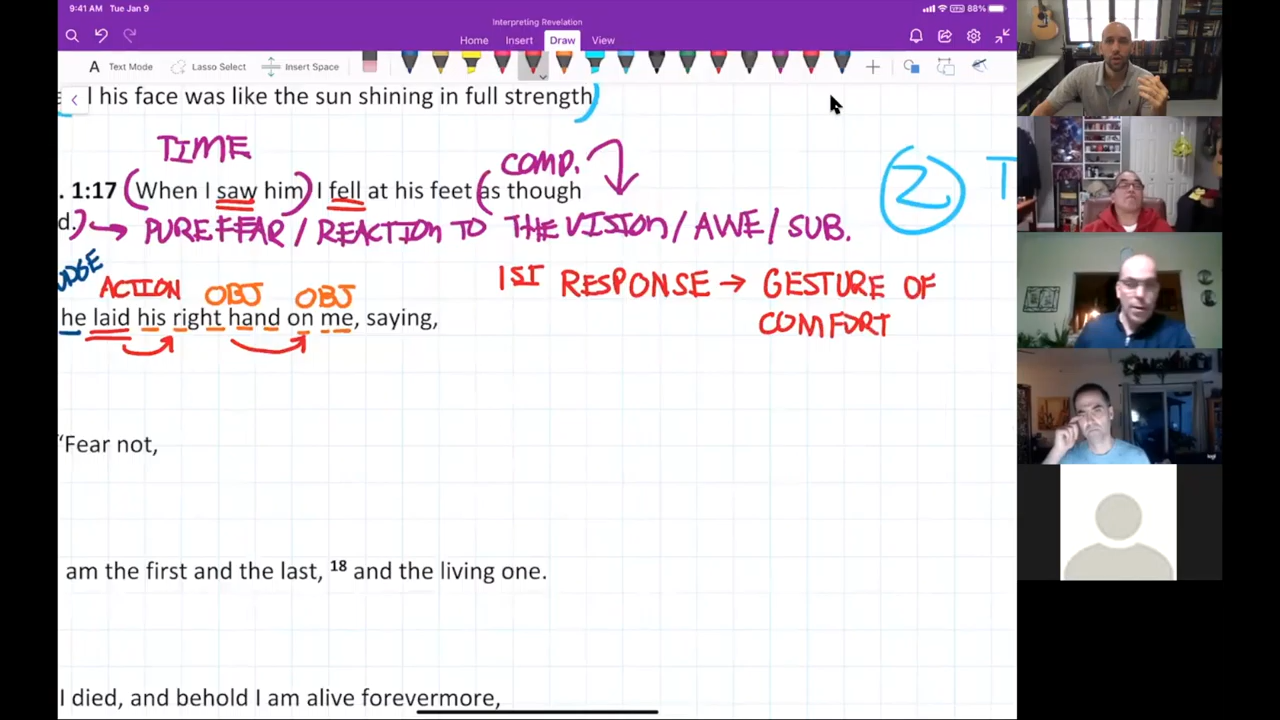 9:41 AM Tue Jan 9
88%
Interpreting Revelation
Home Insert Draw View
A Text Mode Lasso Select Insert Space
l his face was like the sun shining in full strength)
TIME
COMP.
2 T
. 1:17 (When I saw him) I fell at his feet (as though
d.) → PURE FEAR / REACTION TO THE VISION / AWE / SUB.
UDGE
ACTION OBJ OBJ
1ST RESPONSE → GESTURE OF
COMFORT
he laid his right hand on me, saying,
“Fear not,
am the first and the last, 18 and the living one.
I died, and behold I am alive forevermore,